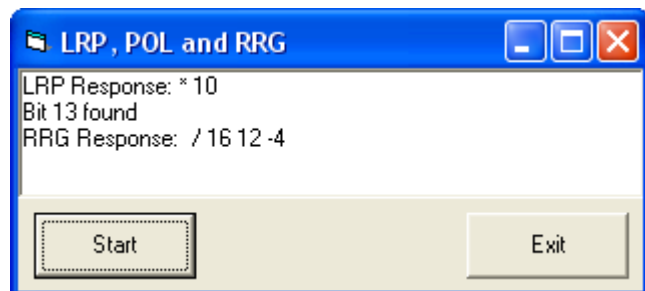 LRP, POL and RRG
LRP Response: * 10
Bit 13 found
RRG Response:  / 16 12 -4
Start
Exit